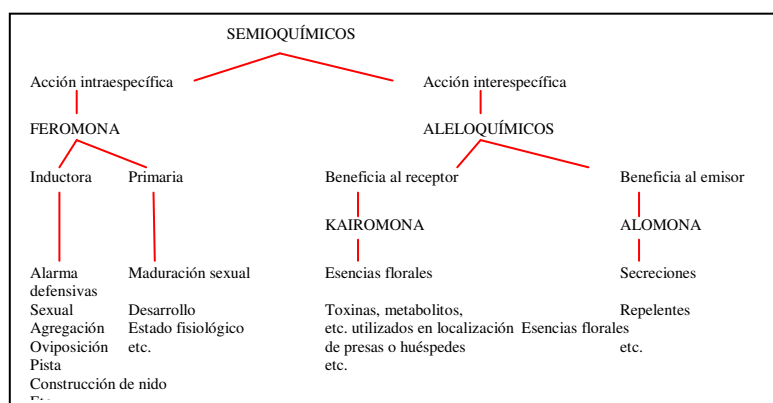 SEMIOQUÍMICOS
Acción intraespecífica
Acción interespecífica
FEROMONA
ALELOQUÍMICOS
Inductora
Primaria
Beneficia al receptor
Beneficia al emisor
KAIROMONA
ALOMONA
Alarma
defensivas
Sexual
Agregación
Oviposición
Pista
Construcción de nido
Maduración sexual
Desarrollo
Estado fisiológico
etc.
Esencias florales
Toxinas, metabolitos,
etc. utilizados en localización
de presas o huéspedes
etc.
Secreciones
Repelentes
Esencias florales
etc.